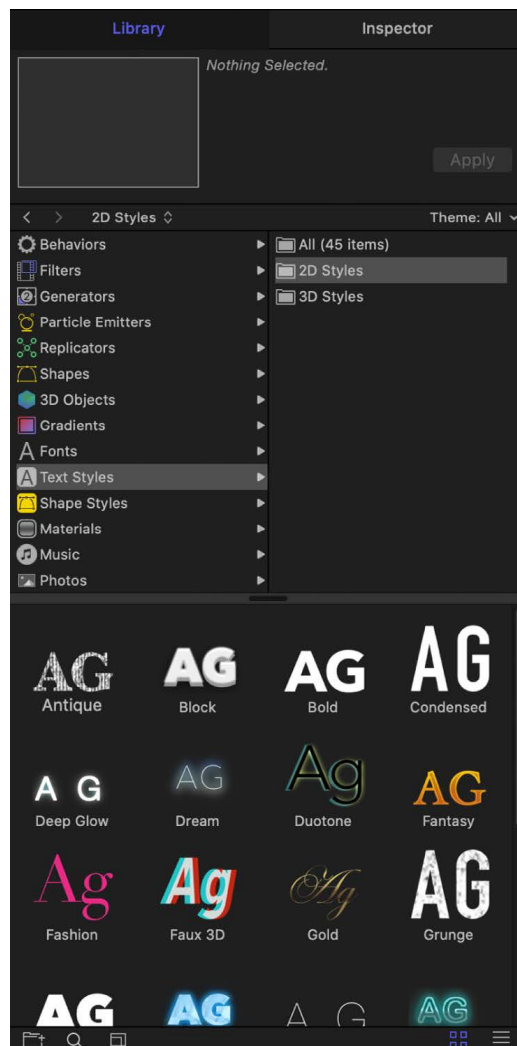 Library Inspector
Nothing Selected.
Apply
2D Styles Theme: All
Behaviors All (45 items)
Filters 2D Styles
Generators 3D Styles
Particle Emitters
Replicators
Shapes
3D Objects
Gradients
A Fonts
A Text Styles
Shape Styles
Materials
Music
Photos
AG AG AG AG
Antique Block Bold Condensed
A G AG Ag AG
Deep Glow Dream Duotone Fantasy
Ag Ag Ag AG
Fashion Faux 3D Gold Grunge
AG AG A G AG